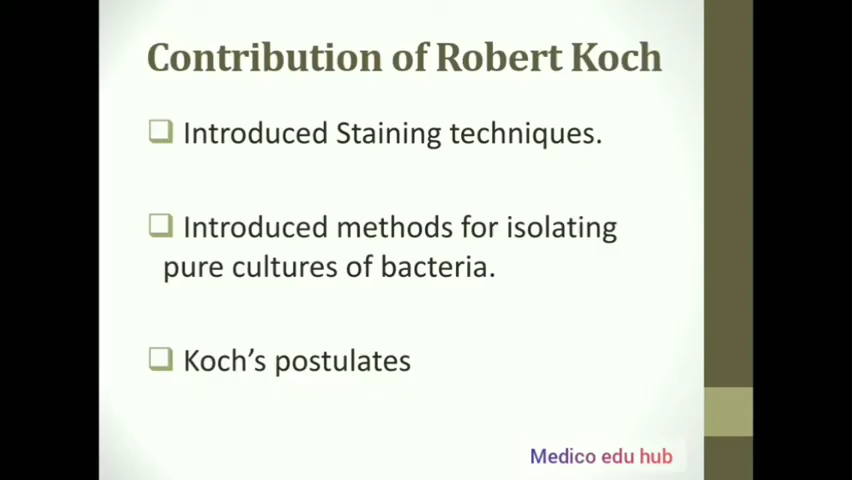 Contribution of Robert Koch
Introduced Staining techniques.
Introduced methods for isolating
pure cultures of bacteria.
Koch's postulates
Medico edu hub